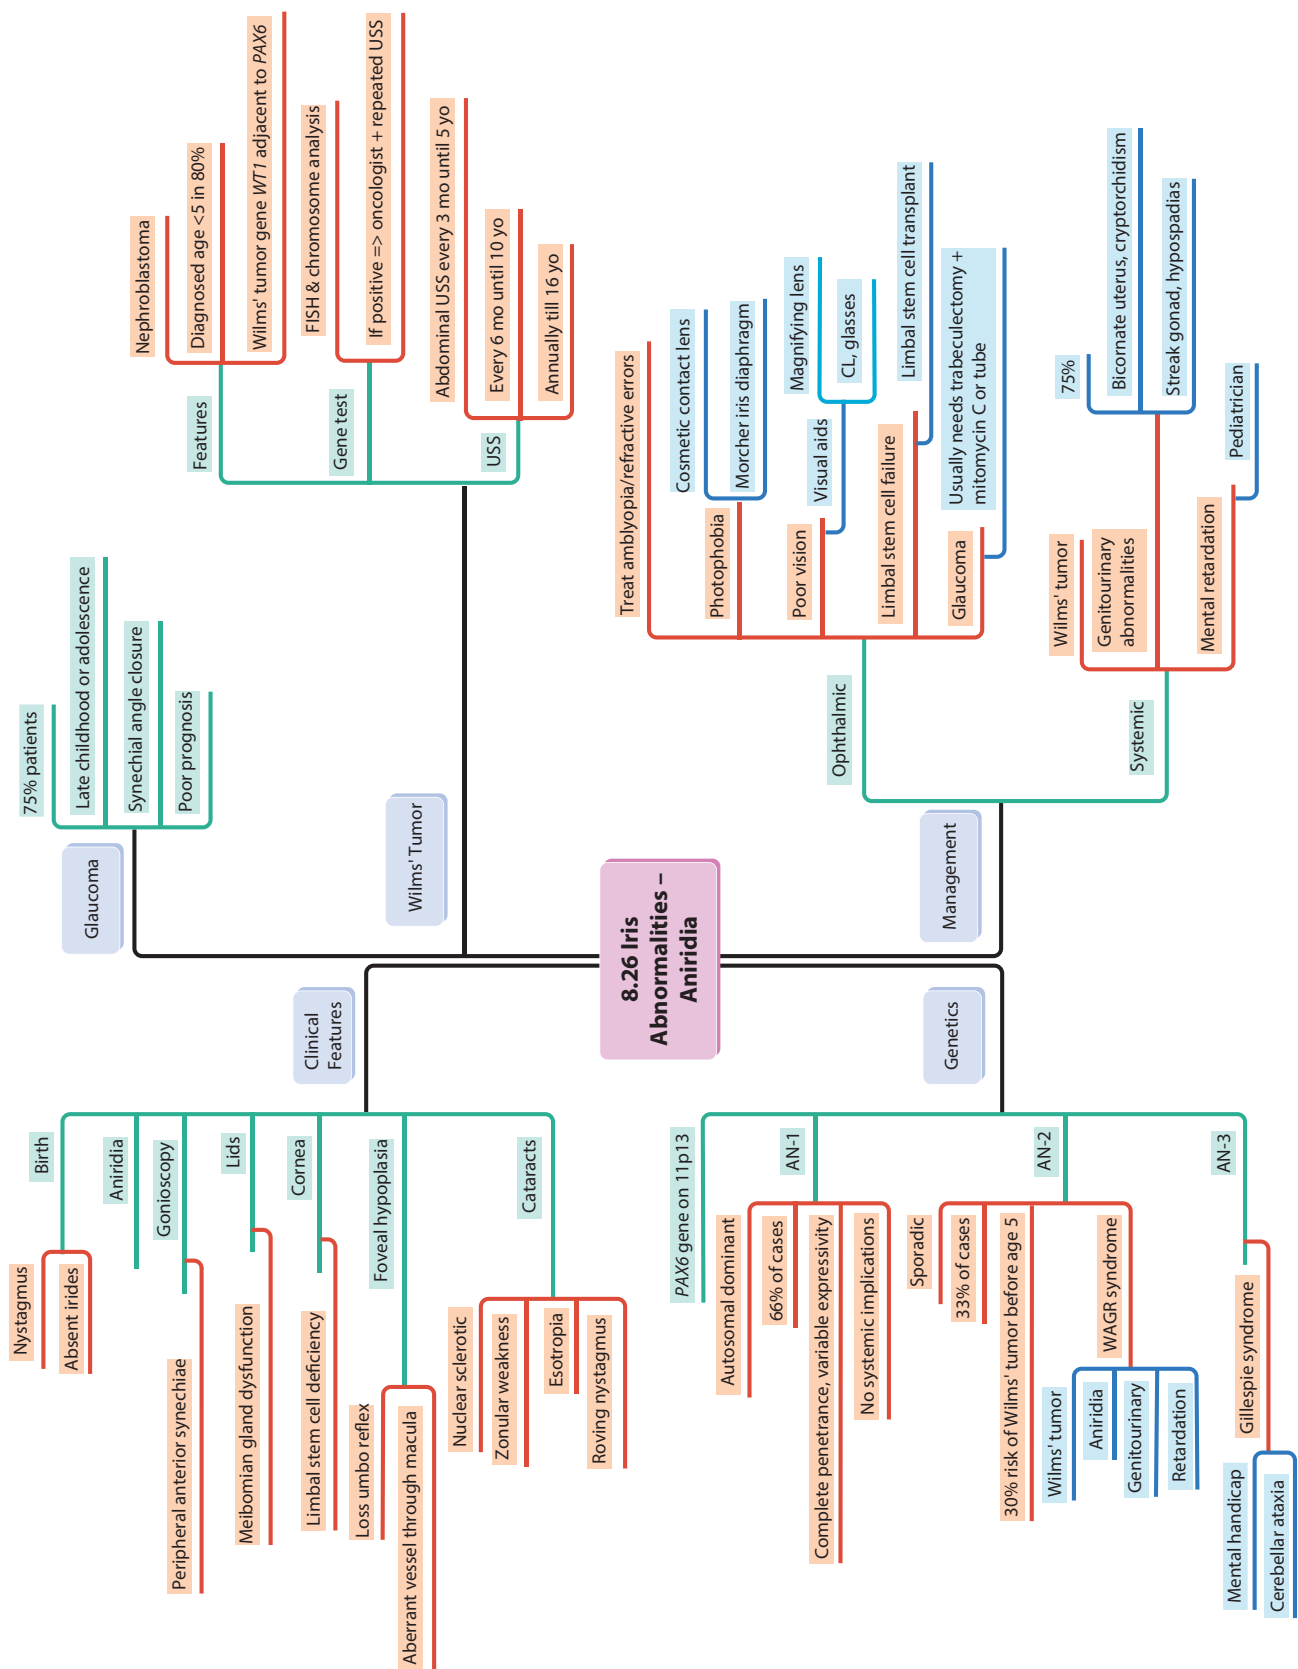 8.26 Iris
Abnormalities –
Aniridia
Clinical
Features
Birth
Nystagmus
Absent irides
Aniridia
Gonioscopy
Peripheral anterior synechiae
Lids
Meibomian gland dysfunction
Cornea
Limbal stem cell deficiency
Foveal hypoplasia
Loss umbo reflex
Aberrant vessel through macula
Cataracts
Nuclear sclerotic
Zonular weakness
Esotropia
Roving nystagmus
Genetics
PAX6 gene on 11p13
AN-1
Autosomal dominant
66% of cases
Complete penetrance, variable expressivity
No systemic implications
AN-2
Sporadic
33% of cases
30% risk of Wilms' tumor before age 5
WAGR syndrome
Wilms' tumor
Aniridia
Genitourinary
Retardation
AN-3
Gillespie syndrome
Mental handicap
Cerebellar ataxia
Glaucoma
75% patients
Late childhood or adolescence
Synechial angle closure
Poor prognosis
Wilms' Tumor
Features
Nephroblastoma
Diagnosed age <5 in 80%
Wilms' tumor gene WT1 adjacent to PAX6
Gene test
FISH & chromosome analysis
If positive => oncologist + repeated USS
USS
Abdominal USS every 3 mo until 5 yo
Every 6 mo until 10 yo
Annually till 16 yo
Management
Ophthalmic
Treat amblyopia/refractive errors
Photophobia
Cosmetic contact lens
Morcher iris diaphragm
Poor vision
Visual aids
Magnifying lens
CL, glasses
Limbal stem cell failure
Limbal stem cell transplant
Glaucoma
Usually needs trabeculectomy +
mitomycin C or tube
Systemic
Wilms' tumor
Genitourinary
abnormalities
75%
Bicornate uterus, cryptorchidism
Streak gonad, hypospadias
Mental retardation
Pediatrician